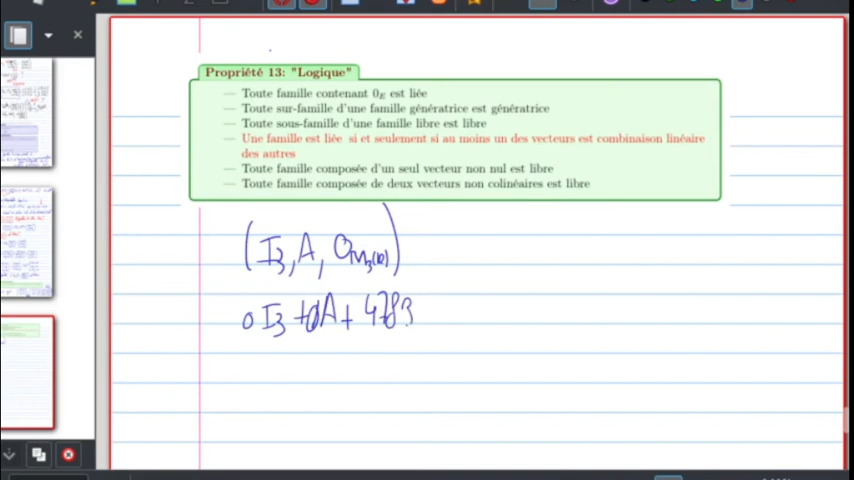 Propriété 13: "Logique"
— Toute famille contenant 0_E est liée
— Toute sur-famille d'une famille génératrice est génératrice
— Toute sous-famille d'une famille libre est libre
— Une famille est liée si et seulement si au moins un des vecteurs est combinaison linéaire
des autres
— Toute famille composée d'un seul vecteur non nul est libre
— Toute famille composée de deux vecteurs non colinéaires est libre
(I3, A, 0M3(R))
0 I3 + 0A + 4783